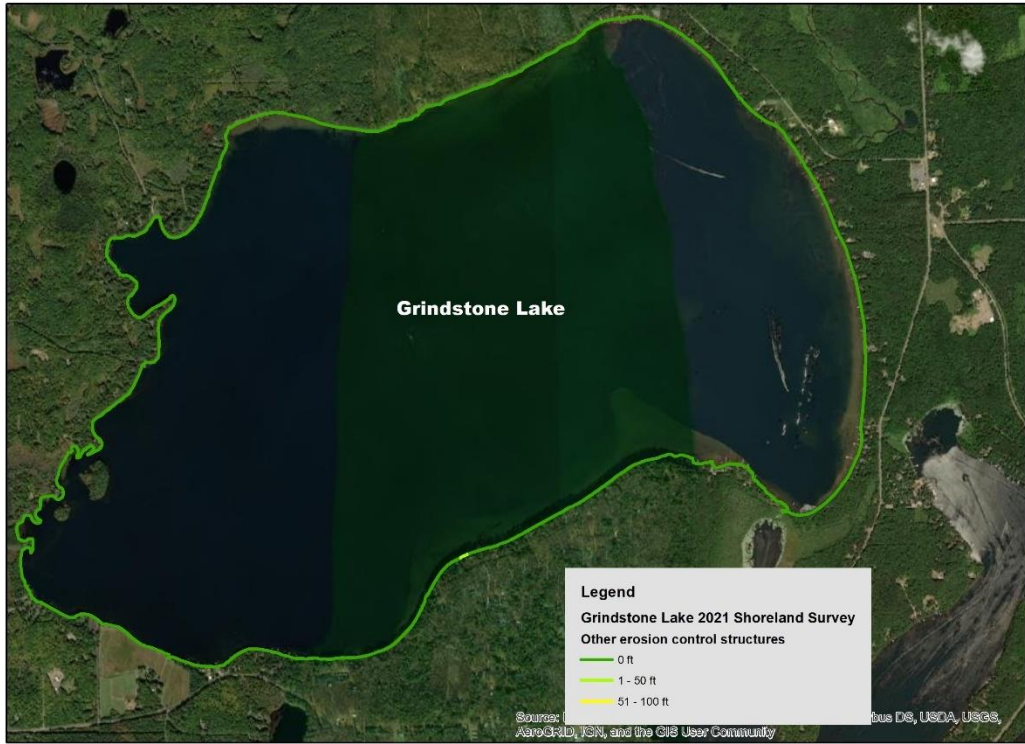 Grindstone Lake
Legend
Grindstone Lake 2021 Shoreland Survey
Other erosion control structures
0 ft
1 - 50 ft
51 - 100 ft
Source: bus DS, USDA, USGS,
AeroGRID, IGN, and the GIS User Community